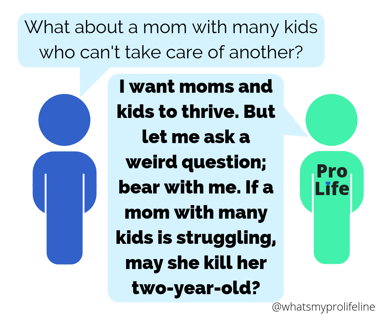 What about a mom with many kids
who can't take care of another?
I want moms and
kids to thrive. But
let me ask a
weird question;
bear with me. If a
mom with many
kids is struggling,
may she kill her
two-year-old?
Pro
Life
@whatsmyprolifeline